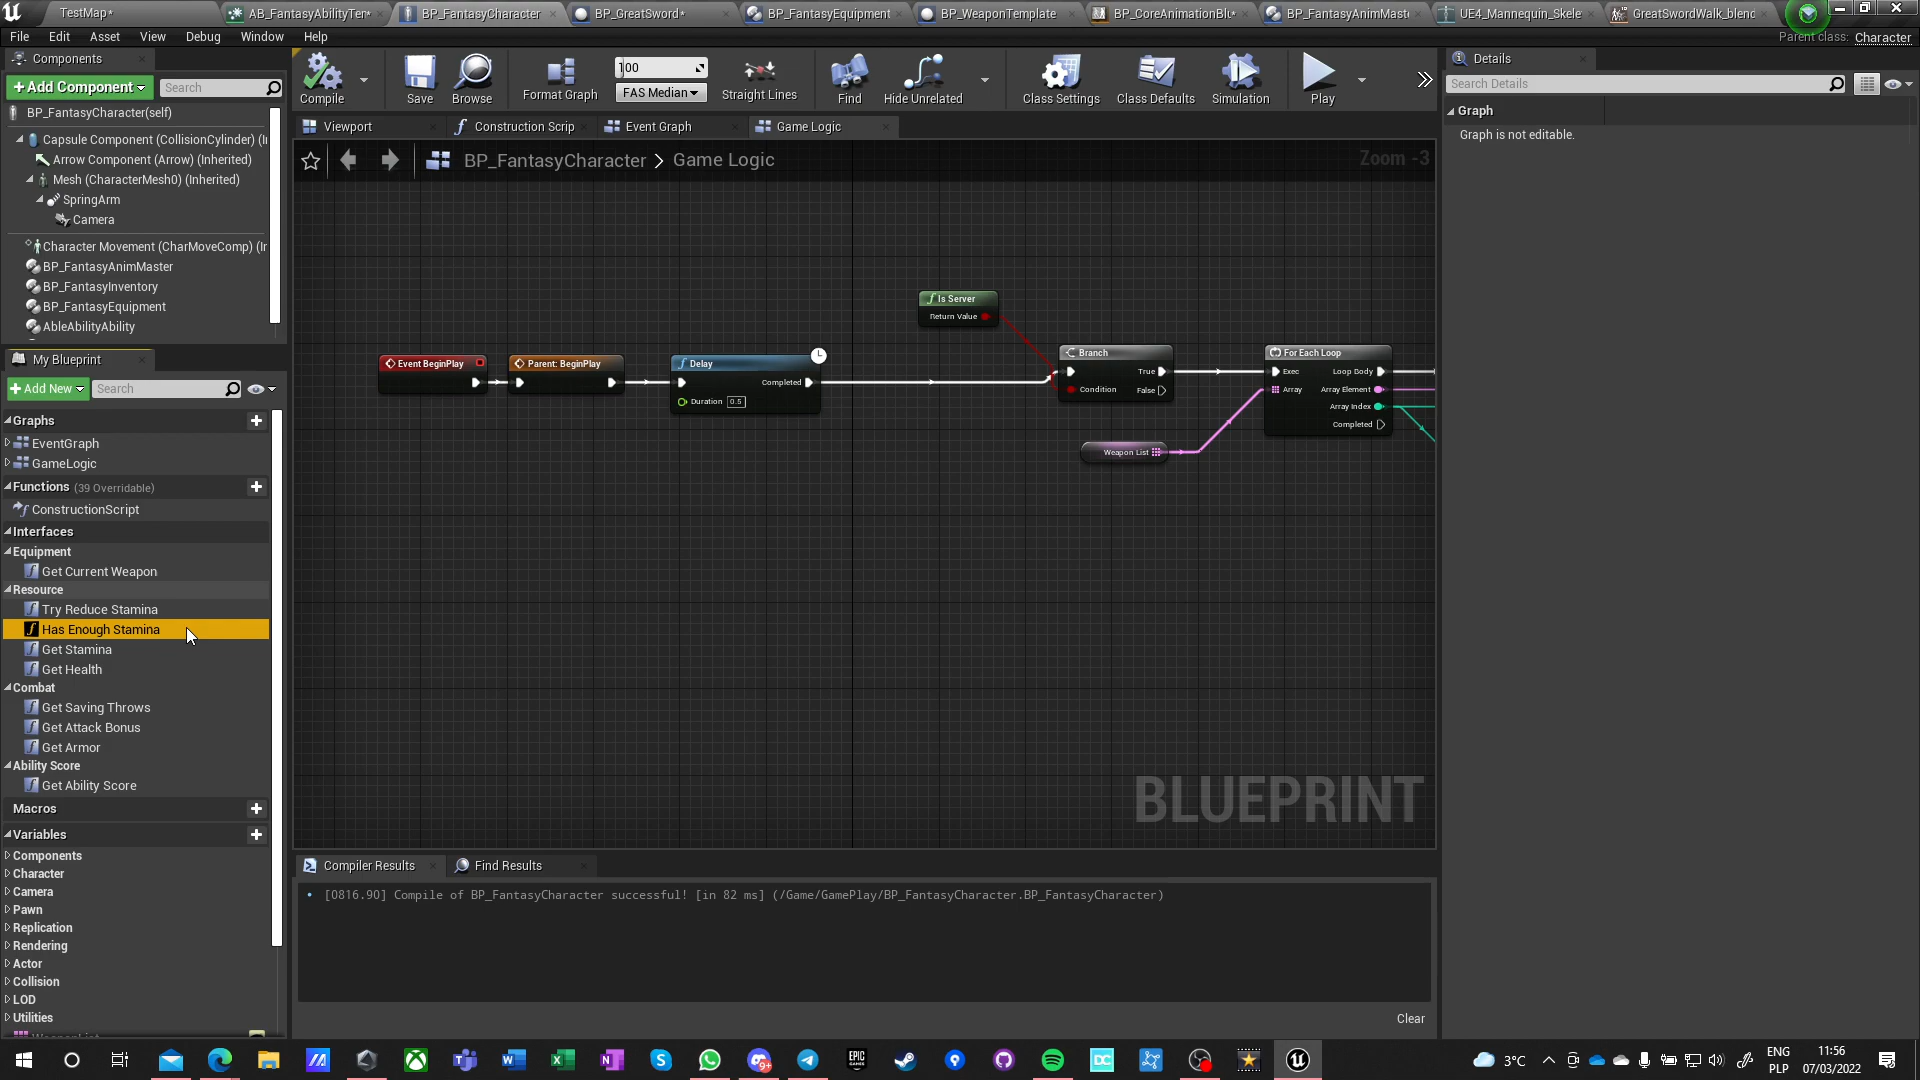 TestMap*
AB_FantasyAbilityTen*
BP_FantasyCharacter
BP_GreatSword*
BP_FantasyEquipment
BP_WeaponTemplate
BP_CoreAnimationBlu*
BP_FantasyAnimMaste
UE4_Mannequin_Skele
GreatSwordWalk_blend
File
Edit
Asset
View
Debug
Window
Help
Parent class: Character
Components
+Add Component
Search
BP_FantasyCharacter(self)
Capsule Component (CollisionCylinder) (I
Arrow Component (Arrow) (Inherited)
Mesh (CharacterMesh0) (Inherited)
SpringArm
Camera
Character Movement (CharMoveComp) (Ir
BP_FantasyAnimMaster
BP_FantasyInventory
BP_FantasyEquipment
AbleAbilityAbility
My Blueprint
+Add New
Search
Graphs
EventGraph
GameLogic
Functions (39 Overridable)
ConstructionScript
Interfaces
Equipment
Get Current Weapon
Resource
Try Reduce Stamina
Has Enough Stamina
Get Stamina
Get Health
Combat
Get Saving Throws
Get Attack Bonus
Get Armor
Ability Score
Get Ability Score
Macros
Variables
Components
Character
Camera
Pawn
Replication
Rendering
Actor
Collision
LOD
Utilities
Compile
Save
Browse
Format Graph
100
FAS Median
Straight Lines
Find
Hide Unrelated
Class Settings
Class Defaults
Simulation
Play
Viewport
Construction Scrip
Event Graph
Game Logic
BP_FantasyCharacter > Game Logic
Zoom -3
Is Server
Return Value
Event BeginPlay
Parent: BeginPlay
Delay
Completed
Duration 0.5
Branch
True
Condition
False
For Each Loop
Exec
Loop Body
Array
Array Element
Array Index
Completed
Weapon List
BLUEPRINT
Compiler Results
Find Results
• [0816.90] Compile of BP_FantasyCharacter successful! [in 82 ms] (/Game/GamePlay/BP_FantasyCharacter.BP_FantasyCharacter)
Clear
Details
Search Details
Graph
Graph is not editable.
9+
EPIC
GAMES
DC
3°C
ENG
PLP
11:56
07/03/2022